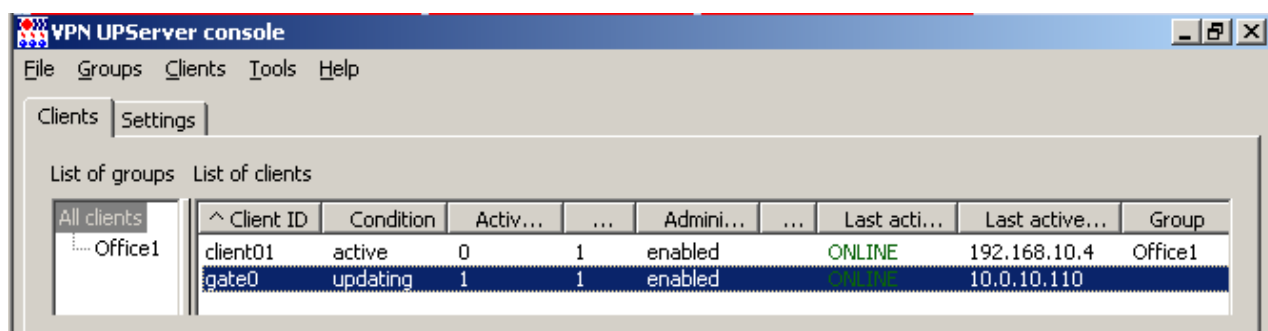 VPN UPServer console
File Groups Clients Tools Help
Clients Settings
List of groups List of clients
All clients
Office1
^ Client ID Condition Activ... ... Admini... ... Last acti... Last active... Group
client01 active 0 1 enabled ONLINE 192.168.10.4 Office1
gate0 updating 1 1 enabled ONLINE 10.0.10.110